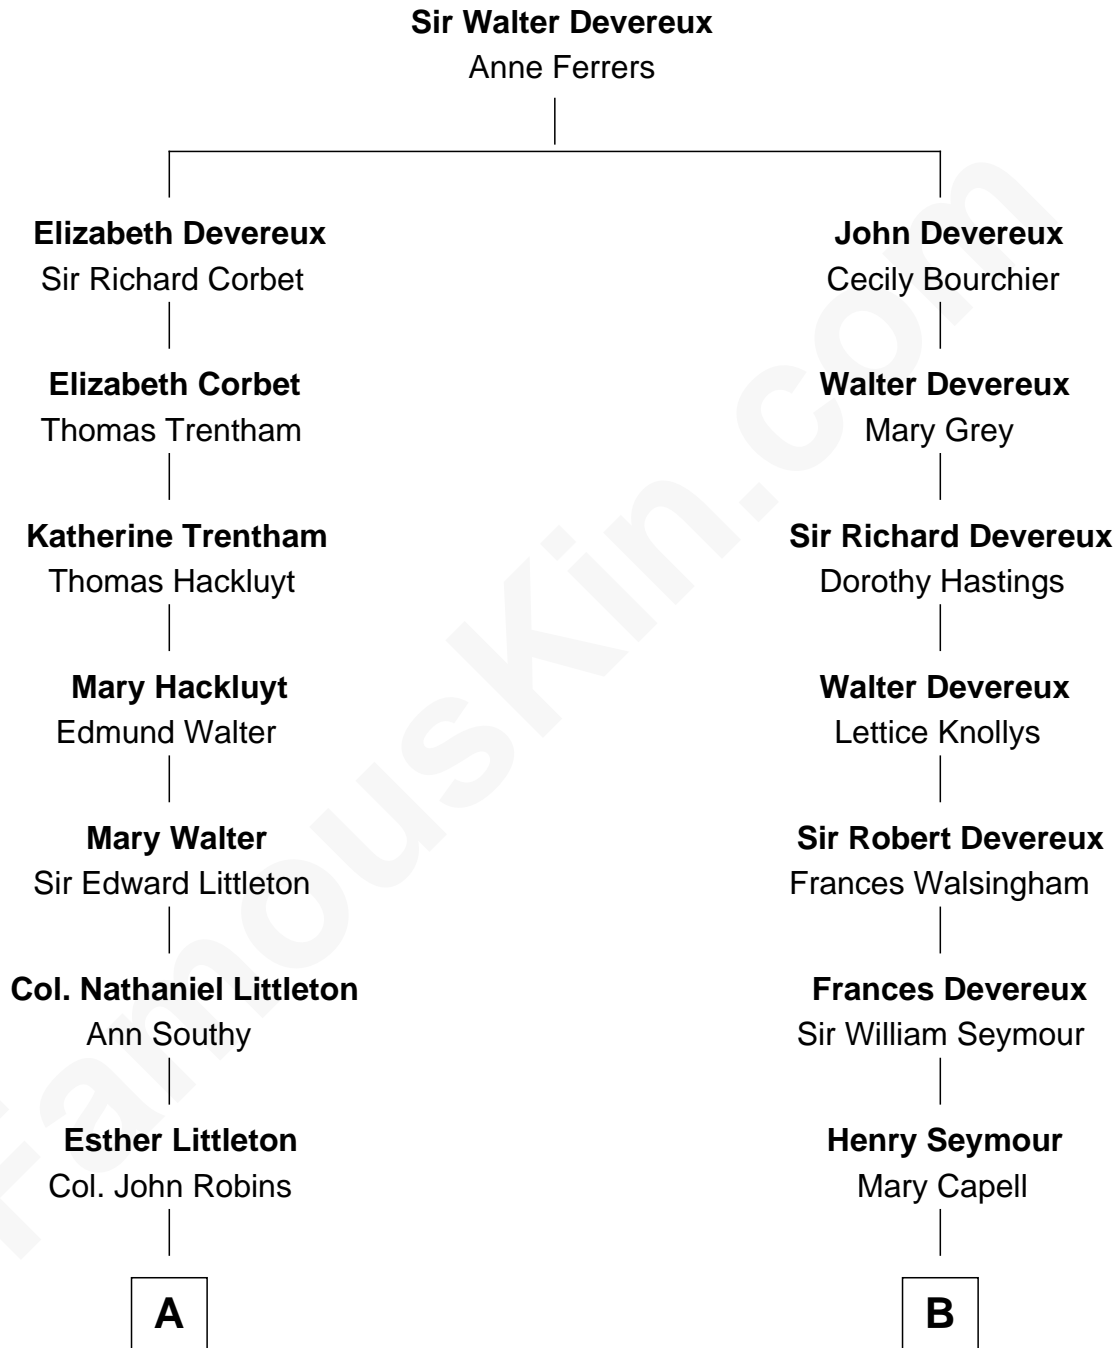 Sir Walter Devereux
Anne Ferrers
Elizabeth Devereux
Sir Richard Corbet
Elizabeth Corbet
Thomas Trentham
Katherine Trentham
Thomas Hackluyt
Mary Hackluyt
Edmund Walter
Mary Walter
Sir Edward Littleton
Col. Nathaniel Littleton
Ann Southy
Esther Littleton
Col. John Robins
A
John Devereux
Cecily Bourchier
Walter Devereux
Mary Grey
Sir Richard Devereux
Dorothy Hastings
Walter Devereux
Lettice Knollys
Sir Robert Devereux
Frances Walsingham
Frances Devereux
Sir William Seymour
Henry Seymour
Mary Capell
B
FamousKin.com